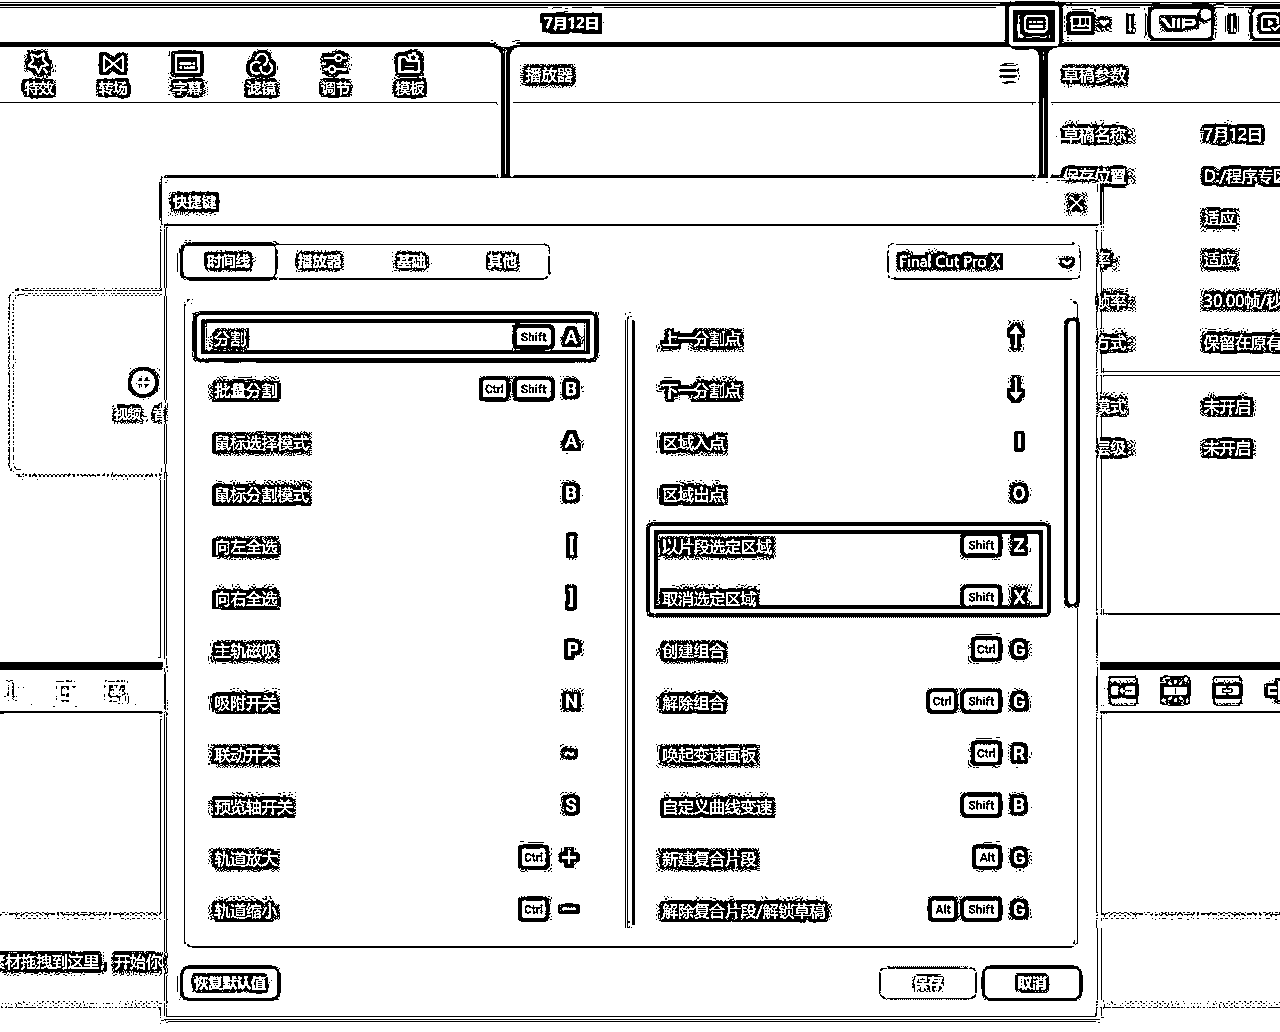 7月12日
VIP
特效 转场 字幕 滤镜 调节 模板
播放器
草稿参数
草稿名称: 7月12日
保存位置: D:/程序专区
适应
适应
帧率: 30.00帧/秒
方式: 保留在原有
模式 未开启
层级: 未开启
快捷键
时间线 播放器 基础 其他
Final Cut Pro X
分割 Shift A
批量分割 Ctrl Shift B
鼠标选择模式 A
鼠标分割模式 B
向左全选 [
向右全选 ]
主轨磁吸 P
吸附开关 N
联动开关 ~
预览轴开关 S
轨道放大 Ctrl +
轨道缩小 Ctrl -
上一分割点 ↑
下一分割点 ↓
区域入点 I
区域出点 O
以片段选定区域 Shift Z
取消选定区域 Shift X
创建组合 Ctrl G
解除组合 Ctrl Shift G
唤起变速面板 Ctrl R
自定义曲线变速 Shift B
新建复合片段 Alt G
解除复合片段/解锁草稿 Alt Shift G
视频、音
素材拖拽到这里, 开始你
恢复默认值 保存 取消